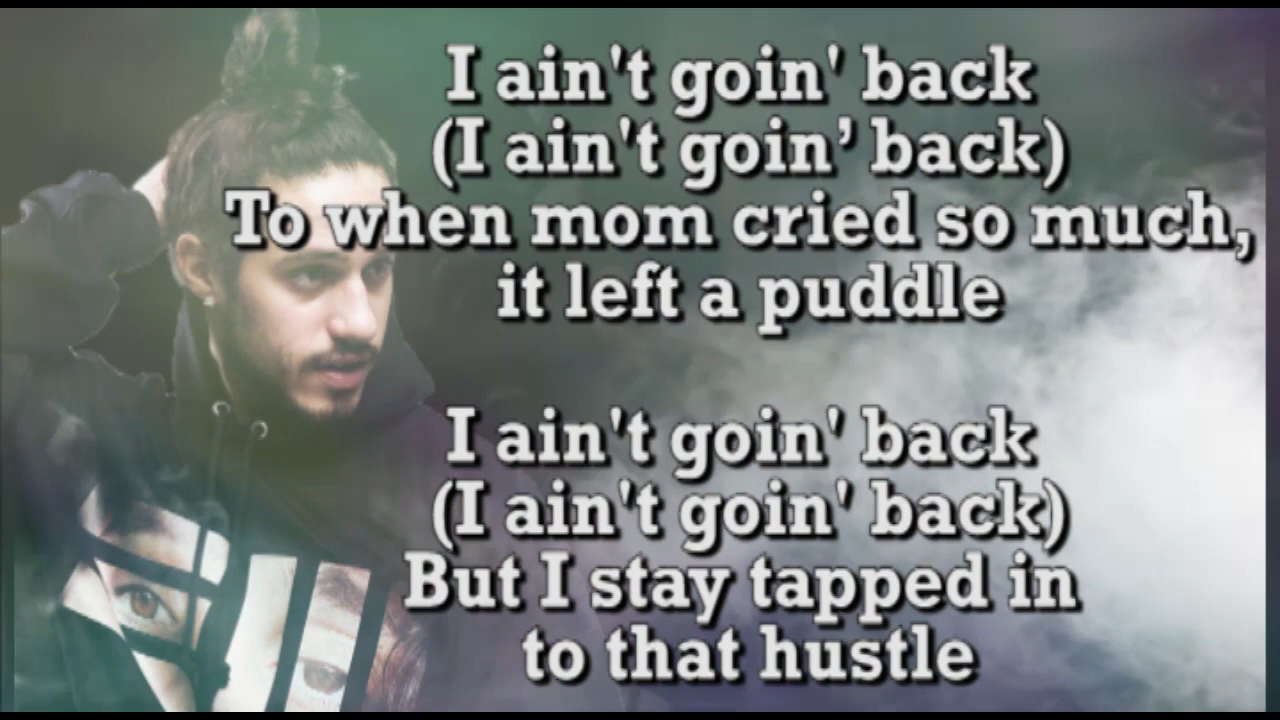 I ain't goin' back
(I ain't goin’ back)
To when mom cried so much,
it left a puddle
I ain't goin' back
(I ain't goin' back)
But I stay tapped in
to that hustle